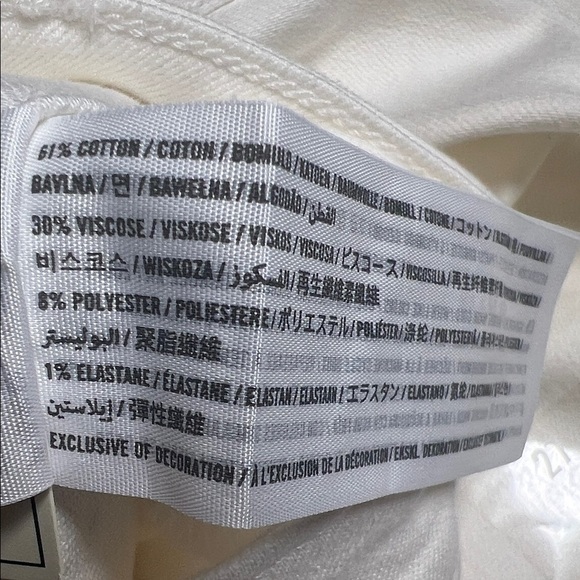 61% COTTON / COTON / BOMULD / KATOEN / BAUMWOLLE / BOMULL / COTONE / コットン /
BAVLNA / 면 / BAWEŁNA / ALGODÃO / القطن /
30% VISCOSE / VISKOSE / VISKOS / VISCOSA / ビスコース / VISCOSILLA / 再生纤维素纤维
비스코스 / WISKOZA / الفسكوز / 再生纖維素纖維
8% POLYESTER / POLIESTERE / ポリエステル / POLIÉSTER / 涤纶 /
البوليستر / 聚脂纖維
1% ELASTANE / ÉLASTANE / ELASTAN / ELASTAAN / エラスタン / ELASTANO / 氨纶 /
إيلاستين / 彈性纖維
EXCLUSIVE OF DECORATION / À L'EXCLUSION DE LA DÉCORATION / EKSKL. DEKORATION /